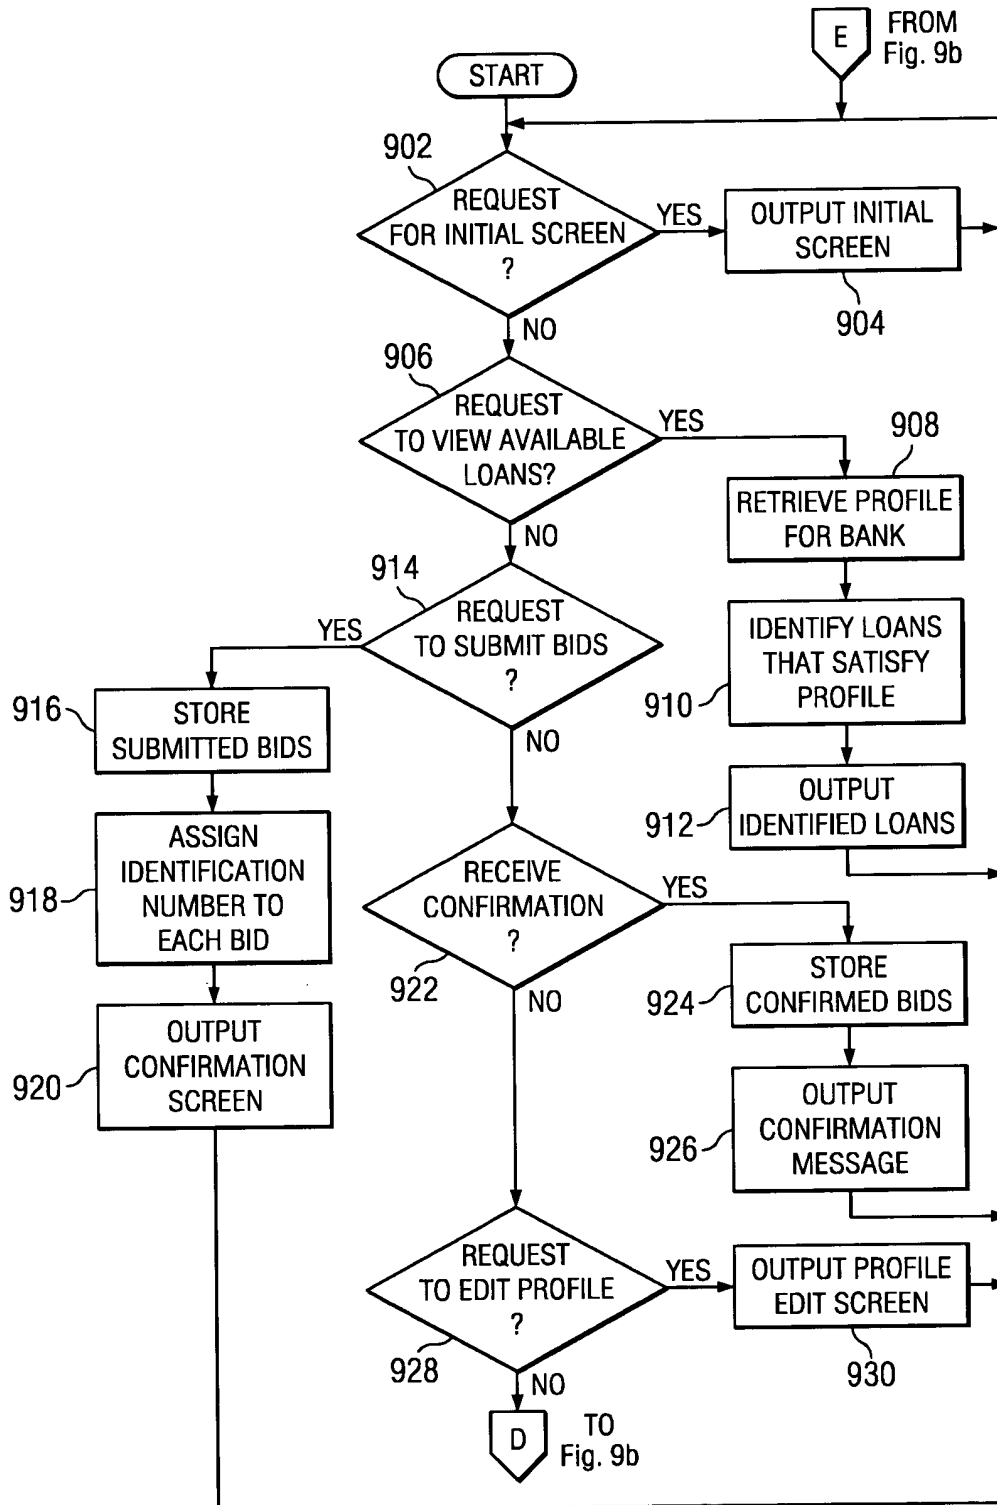 E
FROM
Fig. 9b
START
902
REQUEST
FOR INITIAL SCREEN
?
YES
OUTPUT INITIAL
SCREEN
904
NO
906
REQUEST
TO VIEW AVAILABLE
LOANS?
YES
908
RETRIEVE PROFILE
FOR BANK
NO
IDENTIFY LOANS
THAT SATISFY
PROFILE
910
OUTPUT
IDENTIFIED LOANS
912
914
REQUEST
TO SUBMIT BIDS
?
YES
916
STORE
SUBMITTED BIDS
NO
ASSIGN
IDENTIFICATION
NUMBER TO
EACH BID
918
OUTPUT
CONFIRMATION
SCREEN
920
RECEIVE
CONFIRMATION
?
YES
922
NO
STORE
CONFIRMED BIDS
924
OUTPUT
CONFIRMATION
MESSAGE
926
REQUEST
TO EDIT PROFILE
?
YES
OUTPUT PROFILE
EDIT SCREEN
928
930
NO
D
TO
Fig. 9b